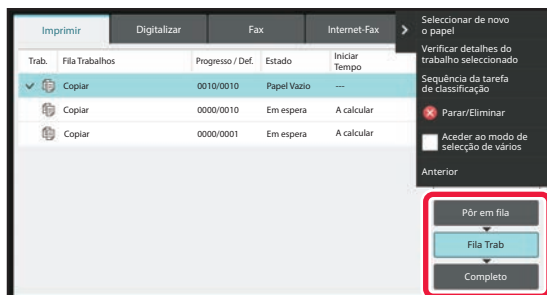 Imprimir Digitalizar Fax Internet-Fax
Trab. Fila Trabalhos Progresso / Def. Estado Iniciar Tempo
Copiar 0010/0010 Papel Vazio ---
Copiar 0000/0010 Em espera A calcular
Copiar 0000/0001 Em espera A calcular
Seleccionar de novo
o papel
Verificar detalhes do
trabalho seleccionado
Sequência da tarefa
de classificação
Parar/Eliminar
Aceder ao modo de
selecção de vários
Anterior
Pôr em fila
Fila Trab
Completo